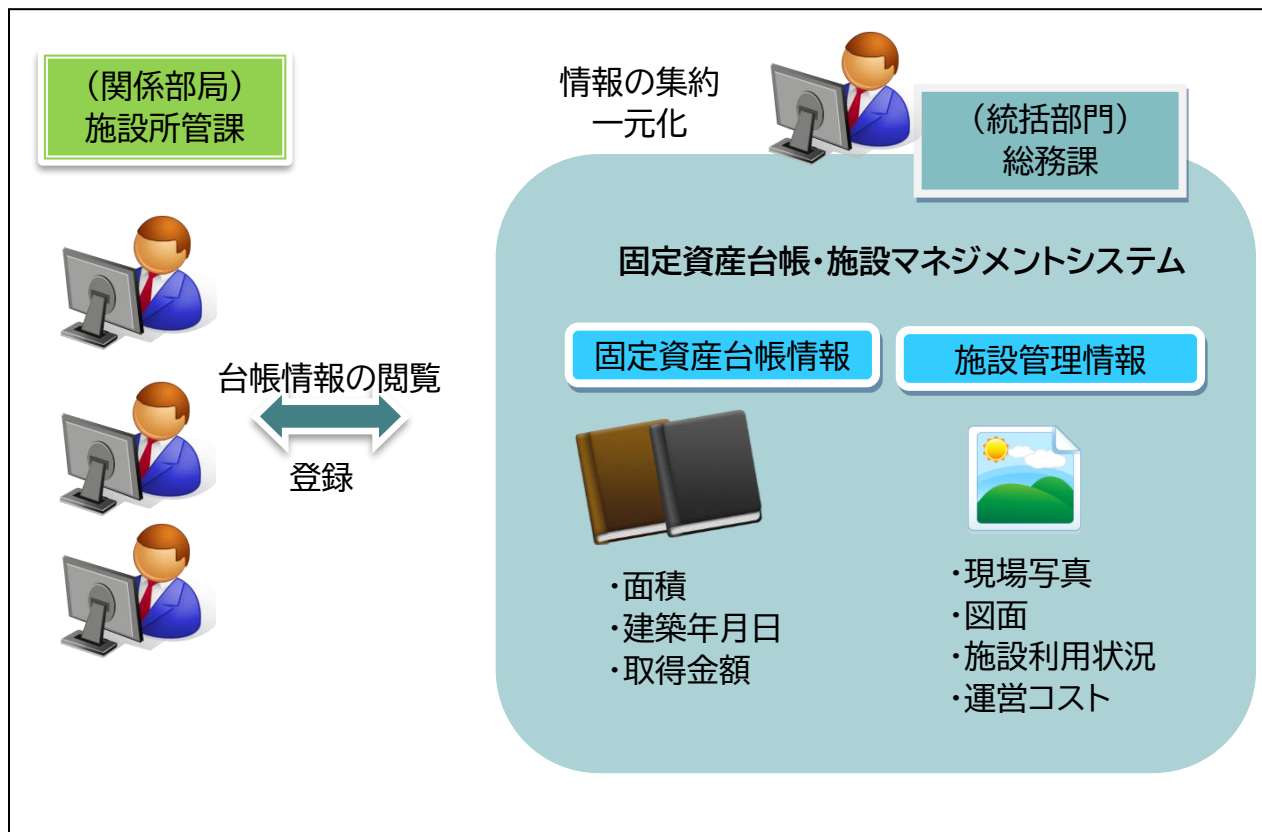 （関係部局）
施設所管課
情報の集約
一元化
（統括部門）
総務課
台帳情報の閲覧
登録
固定資産台帳・施設マネジメントシステム
固定資産台帳情報
・面積
・建築年月日
・取得金額
施設管理情報
・現場写真
・図面
・施設利用状況
・運営コスト